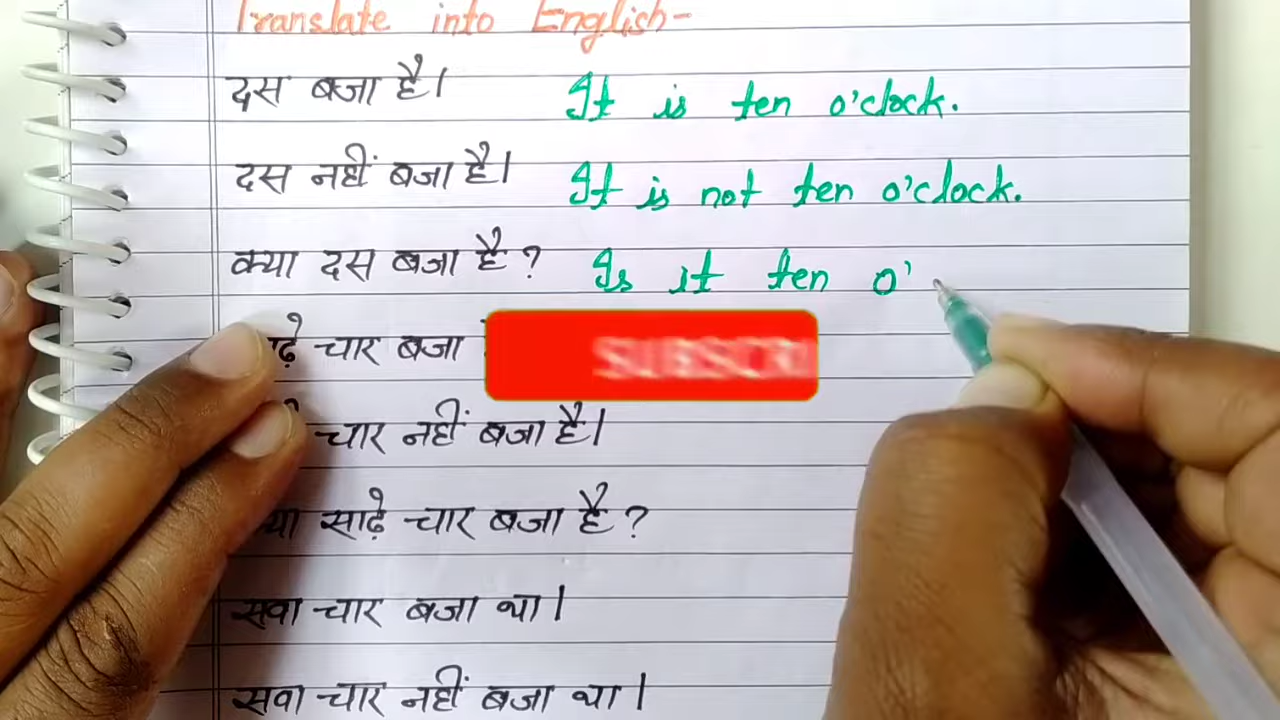 Translate into English-
दस बजा है। It is ten o'clock.
दस नहीं बजा है। It is not ten o'clock.
क्या दस बजा है? Is it ten o'
चार बजा
SUBSCRI
चार नहीं बजा है।
साढ़े चार बजा है?
सवा चार बजा था।
सवा चार नहीं बजा था।